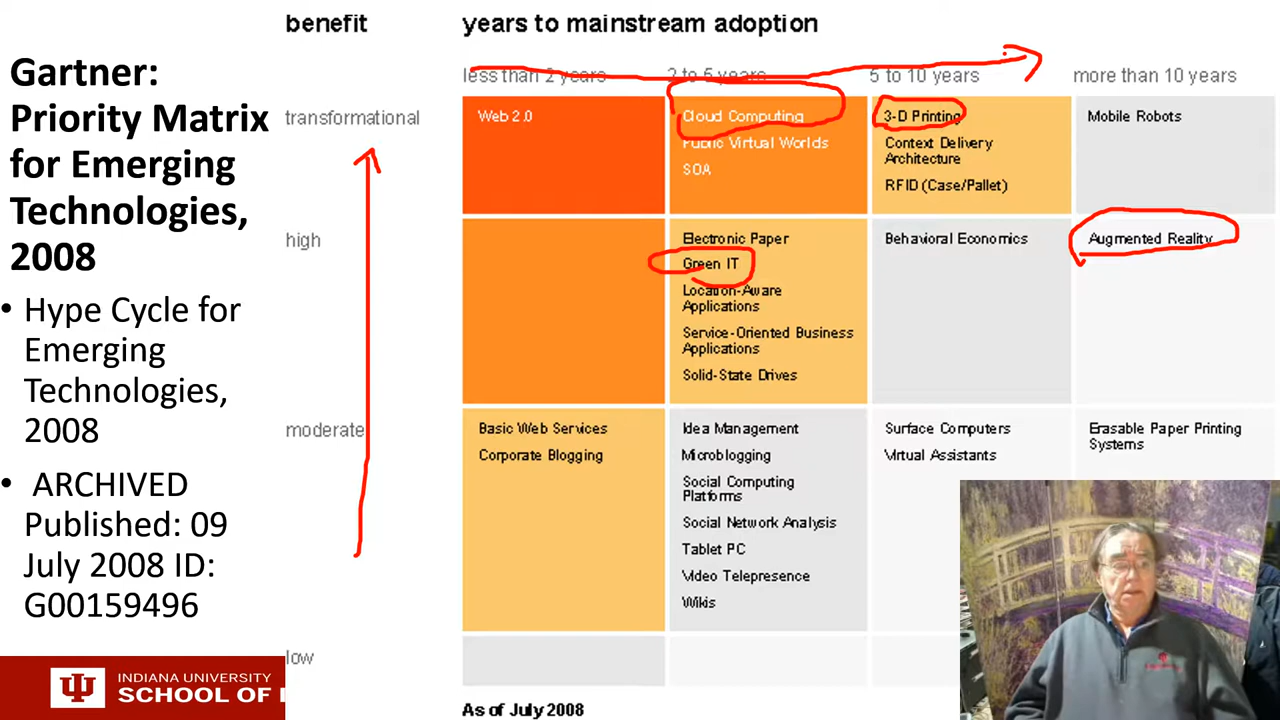 benefit
years to mainstream adoption
Gartner:
Priority Matrix
for Emerging
Technologies,
2008
• Hype Cycle for
Emerging
Technologies,
2008
• ARCHIVED
Published: 09
July 2008 ID:
G00159496
INDIANA UNIVERSITY
SCHOOL OF
less than 2 years
2 to 5 years
5 to 10 years
more than 10 years
transformational
Web 2.0
Cloud Computing
Public Virtual Worlds
SOA
3-D Printing
Context Delivery
Architecture
RFID (Case/Pallet)
Mobile Robots
high
Electronic Paper
Green IT
Location-Aware
Applications
Service-Oriented Business
Applications
Solid-State Drives
Behavioral Economics
Augmented Reality
moderate
Basic Web Services
Corporate Blogging
Idea Management
Microblogging
Social Computing
Platforms
Social Network Analysis
Tablet PC
Video Telepresence
Wikis
Surface Computers
Virtual Assistants
Erasable Paper Printing
Systems
low
As of July 2008